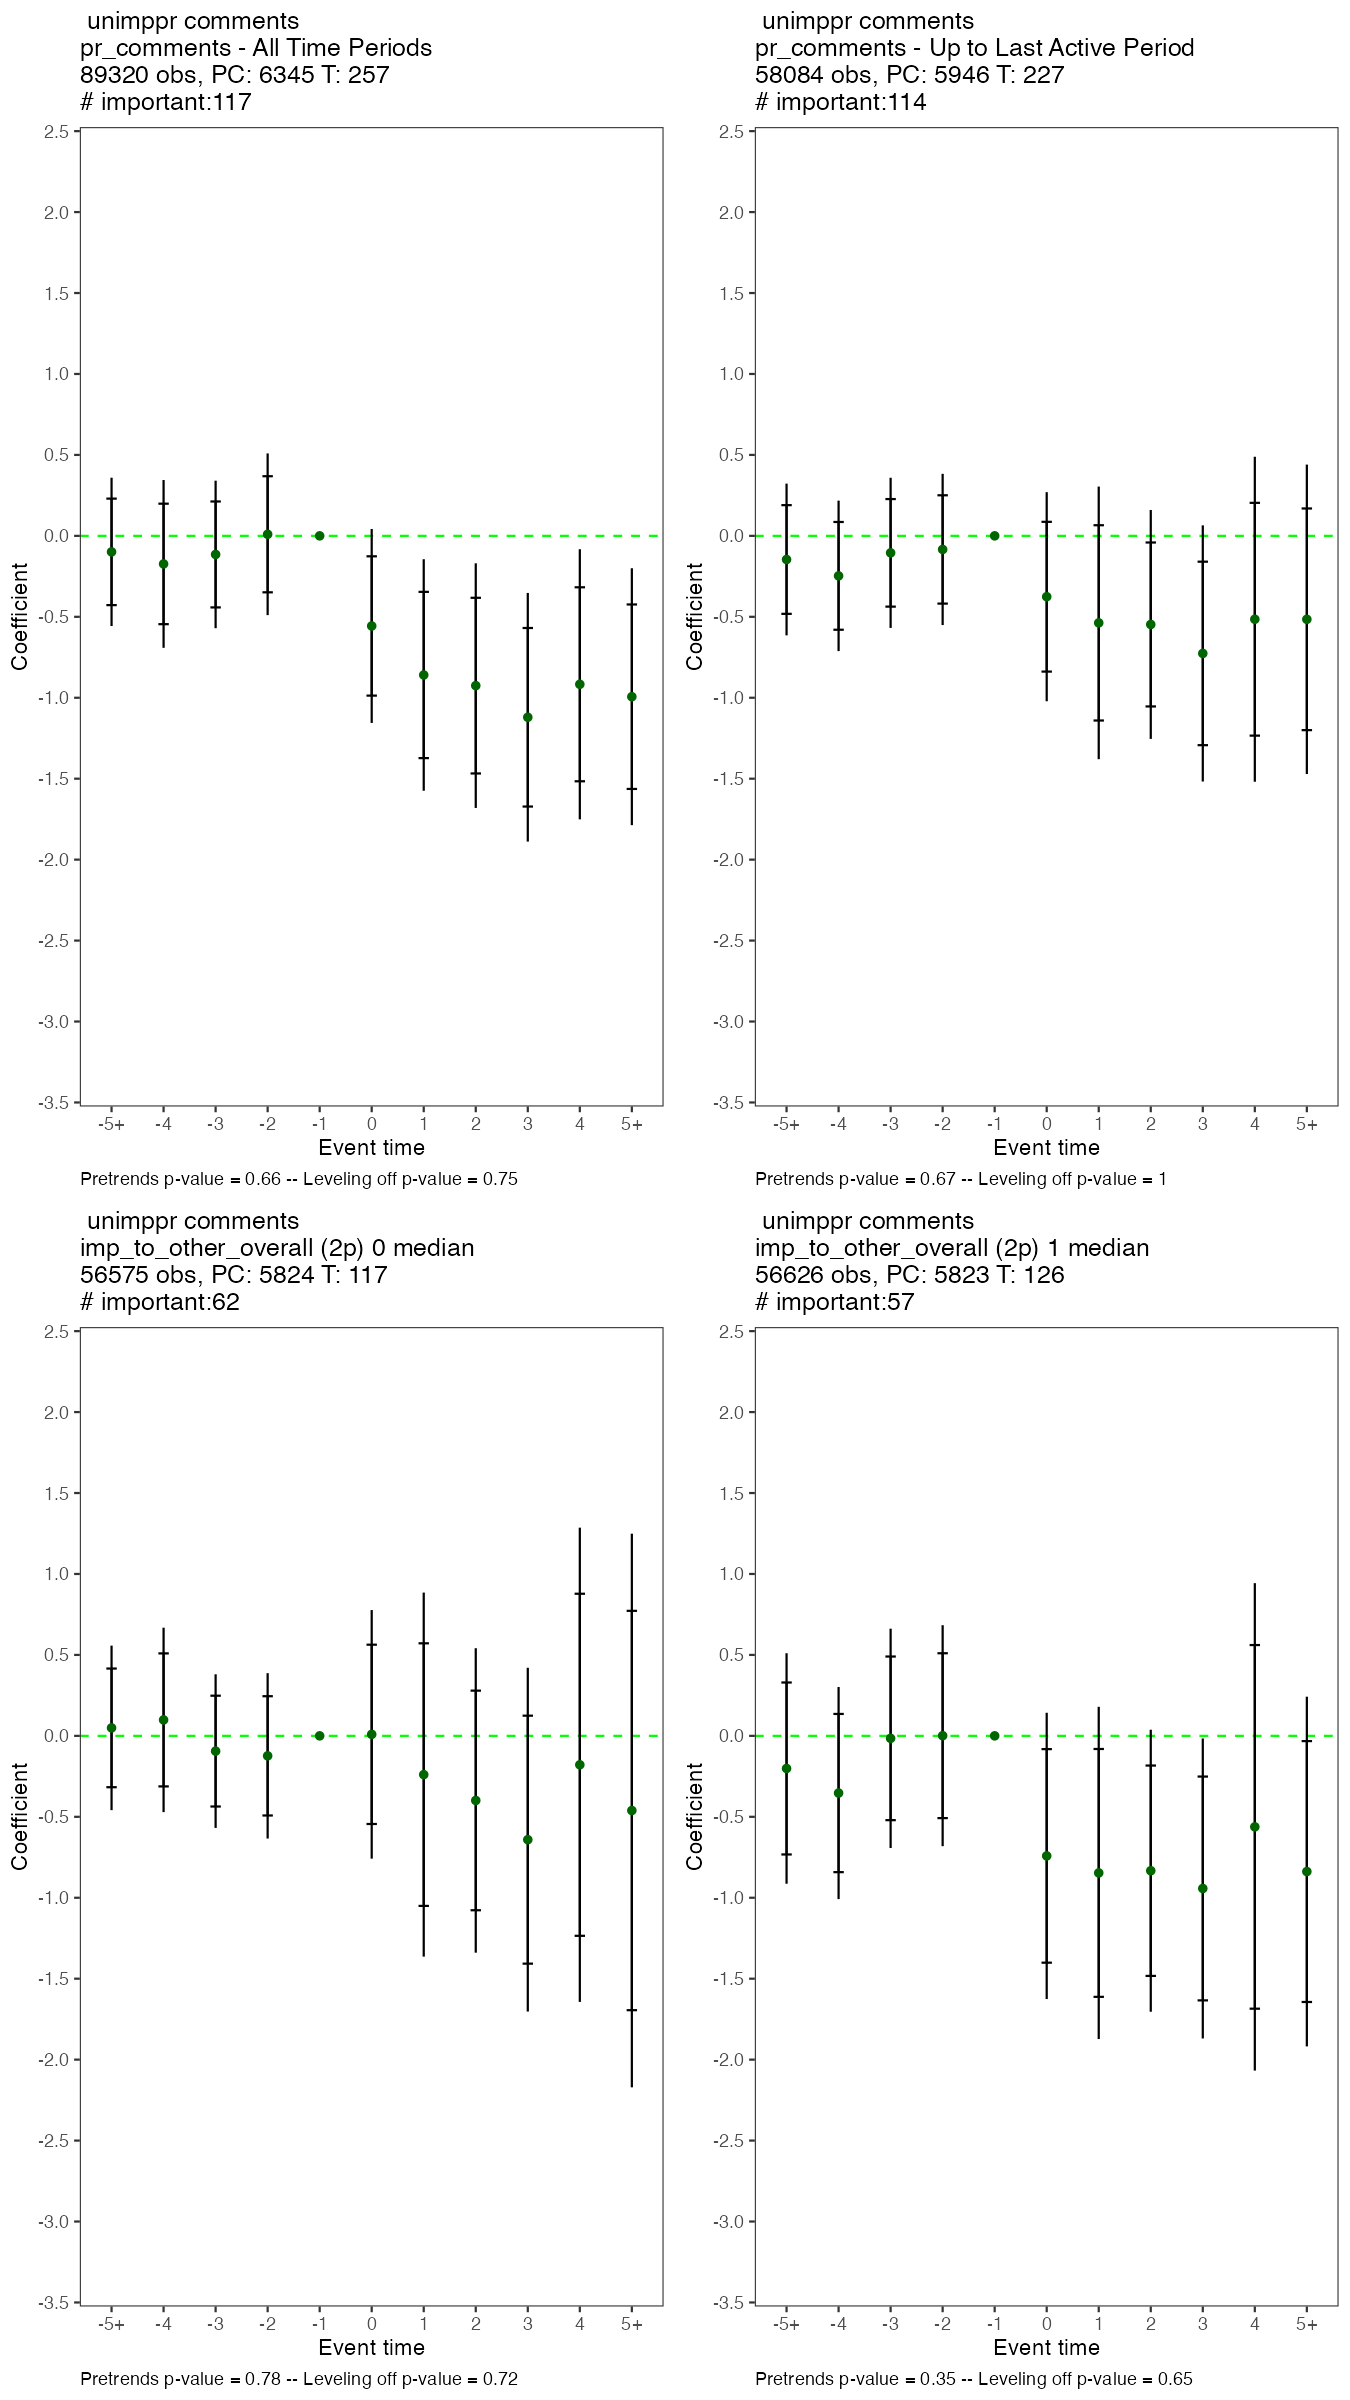 unimppr comments
pr_comments - All Time Periods
89320 obs, PC: 6345 T: 257
# important:117
2.5
2.0
1.5
1.0
0.5
0.0
-0.5
-1.0
-1.5
-2.0
-2.5
-3.0
-3.5
Coefficient
-5+ -4 -3 -2 -1 0 1 2 3 4 5+
Event time
Pretrends p-value = 0.66 -- Leveling off p-value = 0.75
unimppr comments
pr_comments - Up to Last Active Period
58084 obs, PC: 5946 T: 227
# important:114
2.5
2.0
1.5
1.0
0.5
0.0
-0.5
-1.0
-1.5
-2.0
-2.5
-3.0
-3.5
Coefficient
-5+ -4 -3 -2 -1 0 1 2 3 4 5+
Event time
Pretrends p-value = 0.67 -- Leveling off p-value = 1
unimppr comments
imp_to_other_overall (2p) 0 median
56575 obs, PC: 5824 T: 117
# important:62
2.5
2.0
1.5
1.0
0.5
0.0
-0.5
-1.0
-1.5
-2.0
-2.5
-3.0
-3.5
Coefficient
-5+ -4 -3 -2 -1 0 1 2 3 4 5+
Event time
Pretrends p-value = 0.78 -- Leveling off p-value = 0.72
unimppr comments
imp_to_other_overall (2p) 1 median
56626 obs, PC: 5823 T: 126
# important:57
2.5
2.0
1.5
1.0
0.5
0.0
-0.5
-1.0
-1.5
-2.0
-2.5
-3.0
-3.5
Coefficient
-5+ -4 -3 -2 -1 0 1 2 3 4 5+
Event time
Pretrends p-value = 0.35 -- Leveling off p-value = 0.65